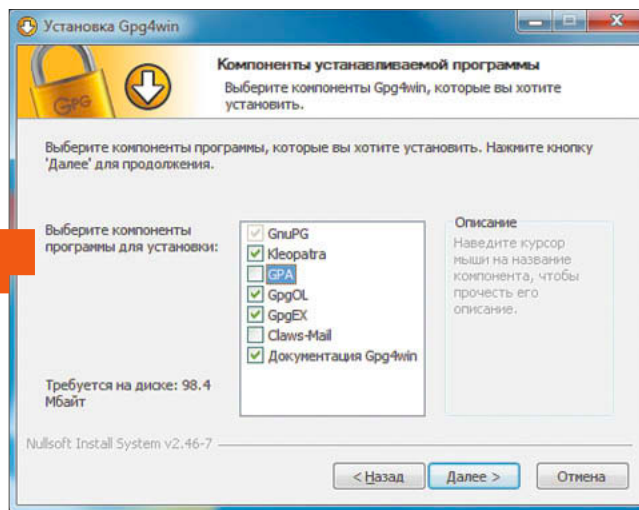 Установка Gpg4win
GPG
Компоненты устанавливаемой программы
Выберите компоненты Gpg4win, которые вы хотите
установить.
Выберите компоненты программы, которые вы хотите установить. Нажмите кнопку
'Далее' для продолжения.
Выберите компоненты
программы для установки:
GnuPG
Kleopatra
GPA
GpgOL
GpgEX
Claws-Mail
Документация Gpg4win
Описание
Наведите курсор
мыши на название
компонента, чтобы
прочесть его
описание.
Требуется на диске: 98.4
Мбайт
Nullsoft Install System v2.46-7
< Назад
Далее >
Отмена